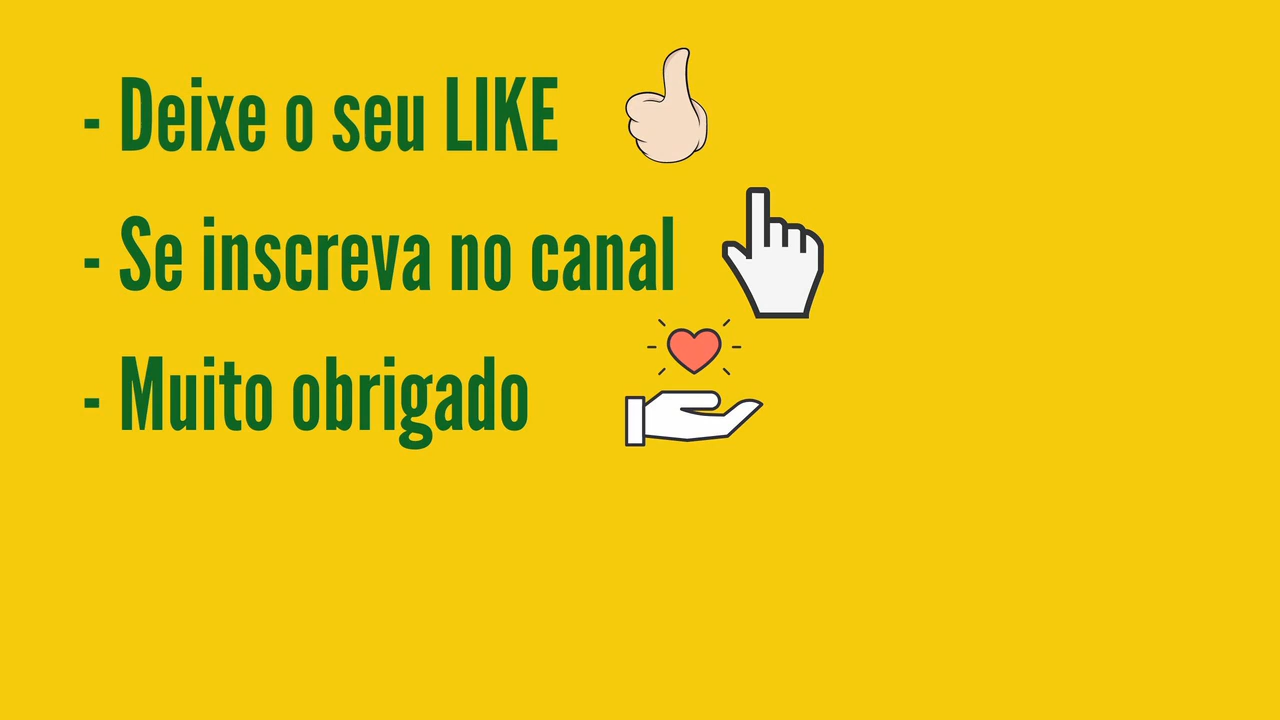 - Deixe o seu LIKE
- Se inscreva no canal
- Muito obrigado